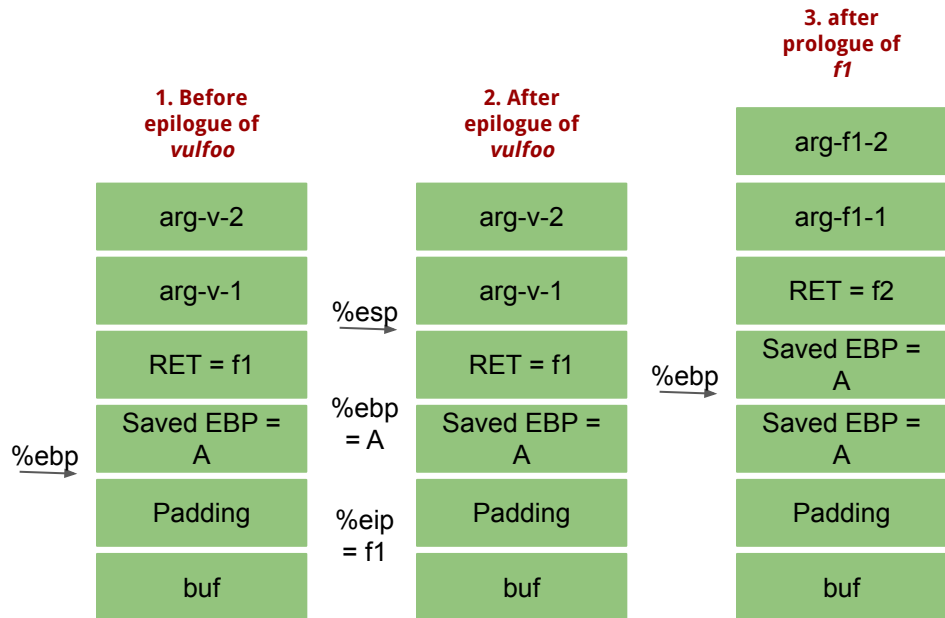 1. Before
epilogue of
vulfoo
arg-v-2
arg-v-1
RET = f1
Saved EBP =
A
Padding
buf
%ebp
2. After
epilogue of
vulfoo
%esp
%ebp
= A
%eip
= f1
arg-v-2
arg-v-1
RET = f1
Saved EBP =
A
Padding
buf
3. after
prologue of
f1
%ebp
arg-f1-2
arg-f1-1
RET = f2
Saved EBP =
A
Saved EBP =
A
Padding
buf